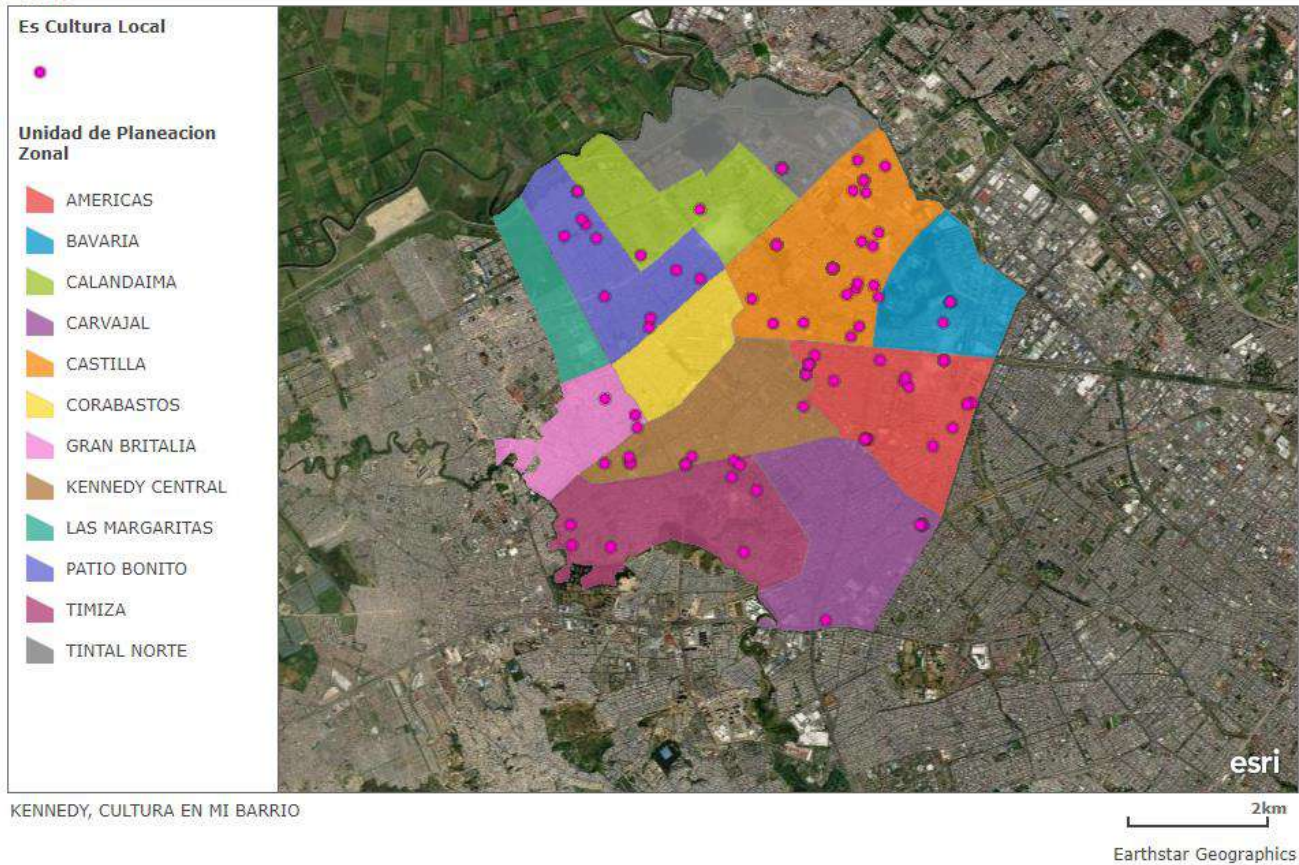 Es Cultura Local
Unidad de Planeacion
Zonal
AMERICAS
BAVARIA
CALANDAIMA
CARVAJAL
CASTILLA
CORABASTOS
GRAN BRITALIA
KENNEDY CENTRAL
LAS MARGARITAS
PATIO BONITO
TIMIZA
TINTAL NORTE
esri
KENNEDY, CULTURA EN MI BARRIO
2km
Earthstar Geographics